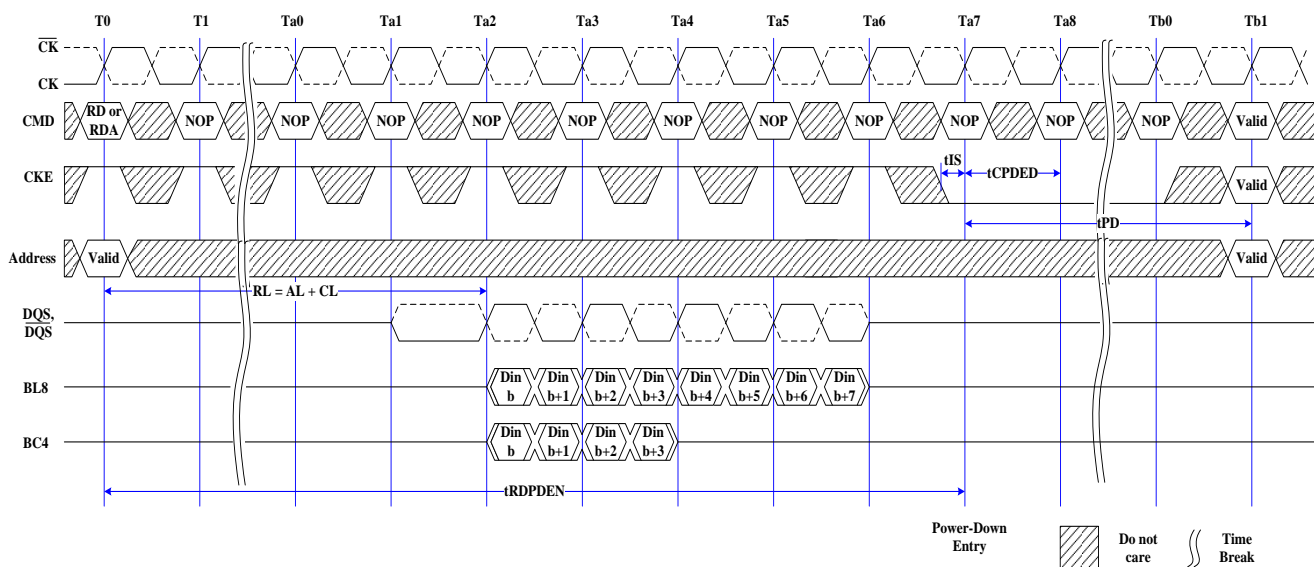 T0 T1 Ta0 Ta1 Ta2 Ta3 Ta4 Ta5 Ta6 Ta7 Ta8 Tb0 Tb1
CK
CK
CMD RD or RDA NOP NOP NOP NOP NOP NOP NOP NOP NOP NOP NOP Valid
CKE tIS tCPDED Valid
tPD
Address Valid Valid
RL = AL + CL
DQS,
DQS
BL8 Din b Din b+1 Din b+2 Din b+3 Din b+4 Din b+5 Din b+6 Din b+7
BC4 Din b Din b+1 Din b+2 Din b+3
tRDPDEN
Power-Down
Entry
Do not
care
Time
Break